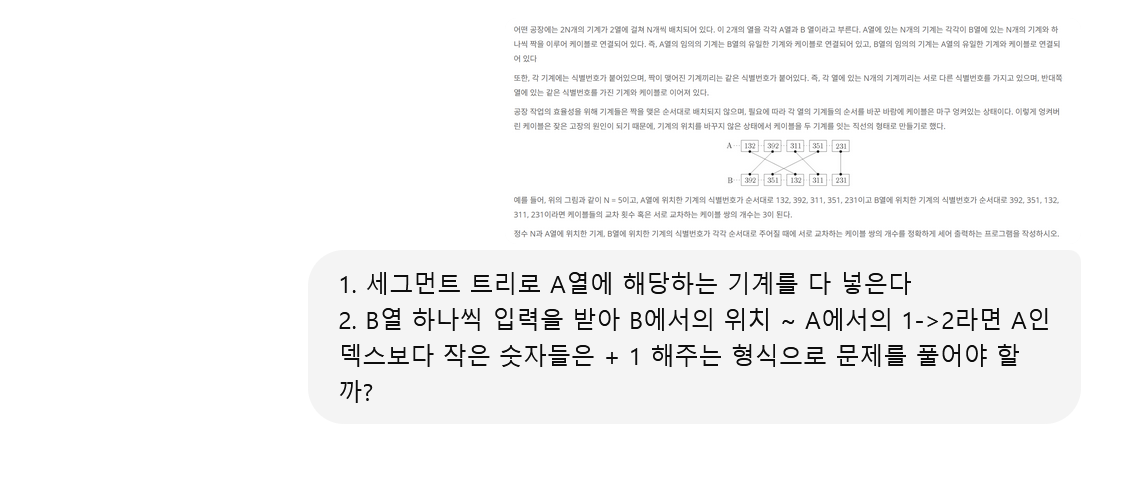 어떤 공장에는 2N개의 기계가 2열에 걸쳐 N개씩 배치되어 있다. 이 2개의 열을 각각 A열과 B 열이라고 부른다. A열에 있는 N개의 기계는 각각이 B열에 있는 N개의 기계와 하
나씩 짝을 이루어 케이블로 연결되어 있다. 즉, A열의 임의의 기계는 B열의 유일한 기계와 케이블로 연결되어 있고, B열의 임의의 기계는 A열의 유일한 기계와 연결되
어 있다
또한, 각 기계에는 식별번호가 붙어있으며, 짝이 맺어진 기계끼리는 같은 식별번호가 붙어있다. 즉, 각 열에 있는 N개의 기계끼리는 서로 다른 식별번호를 가지고 있으며, 반대쪽
열에 있는 같은 식별번호를 가진 기계와 케이블로 이어져 있다.
공장 작업의 효율성을 위해 기계들은 짝을 맺은 순서대로 배치되지 않으며, 필요에 따라 각 열의 기계들의 순서를 바꾼 바람에 케이블은 마구 엉켜있는 상태이다. 이렇게 엉켜버
린 케이블은 잦은 고장의 원인이 되기 때문에, 기계의 위치를 바꾸지 않은 상태에서 케이블을 두 기계를 잇는 직선의 형태로 만들기로 했다.
A 132 392 311 351 231
B 392 351 132 311 231
예를 들어, 위의 그림과 같이 N = 5이고, A열에 위치한 기계의 식별번호가 순서대로 132, 392, 311, 351, 231이고 B열에 위치한 기계의 식별번호가 순서대로 392, 351, 132,
311, 231이라면 케이블들의 교차 횟수 혹은 서로 교차하는 케이블 쌍의 개수는 3이 된다.
정수 N과 A열에 위치한 기계, B열에 위치한 기계의 식별번호가 각각 순서대로 주어질 때에 서로 교차하는 케이블 쌍의 개수를 정확하게 세어 출력하는 프로그램을 작성하시오.
1. 세그먼트 트리로 A열에 해당하는 기계를 다 넣은다
2. B열 하나씩 입력을 받아 B에서의 위치 ~ A에서의 1->2라면 A인
덱스보다 작은 숫자들은 + 1 해주는 형식으로 문제를 풀어야 할
까?